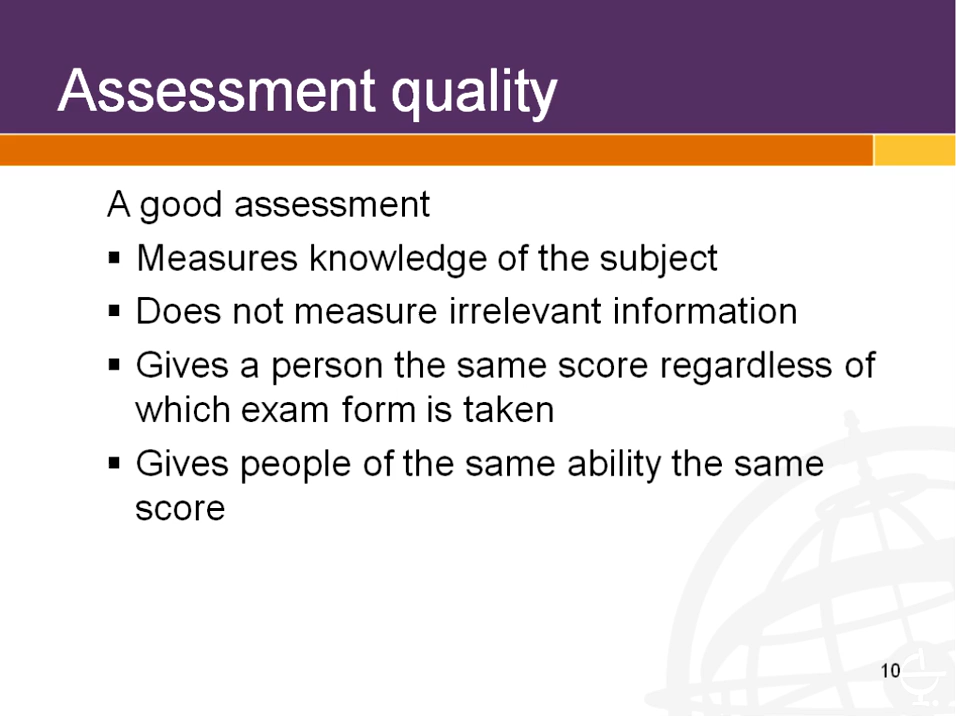 Assessment quality
A good assessment
▪ Measures knowledge of the subject
▪ Does not measure irrelevant information
▪ Gives a person the same score regardless of
which exam form is taken
▪ Gives people of the same ability the same
score
10